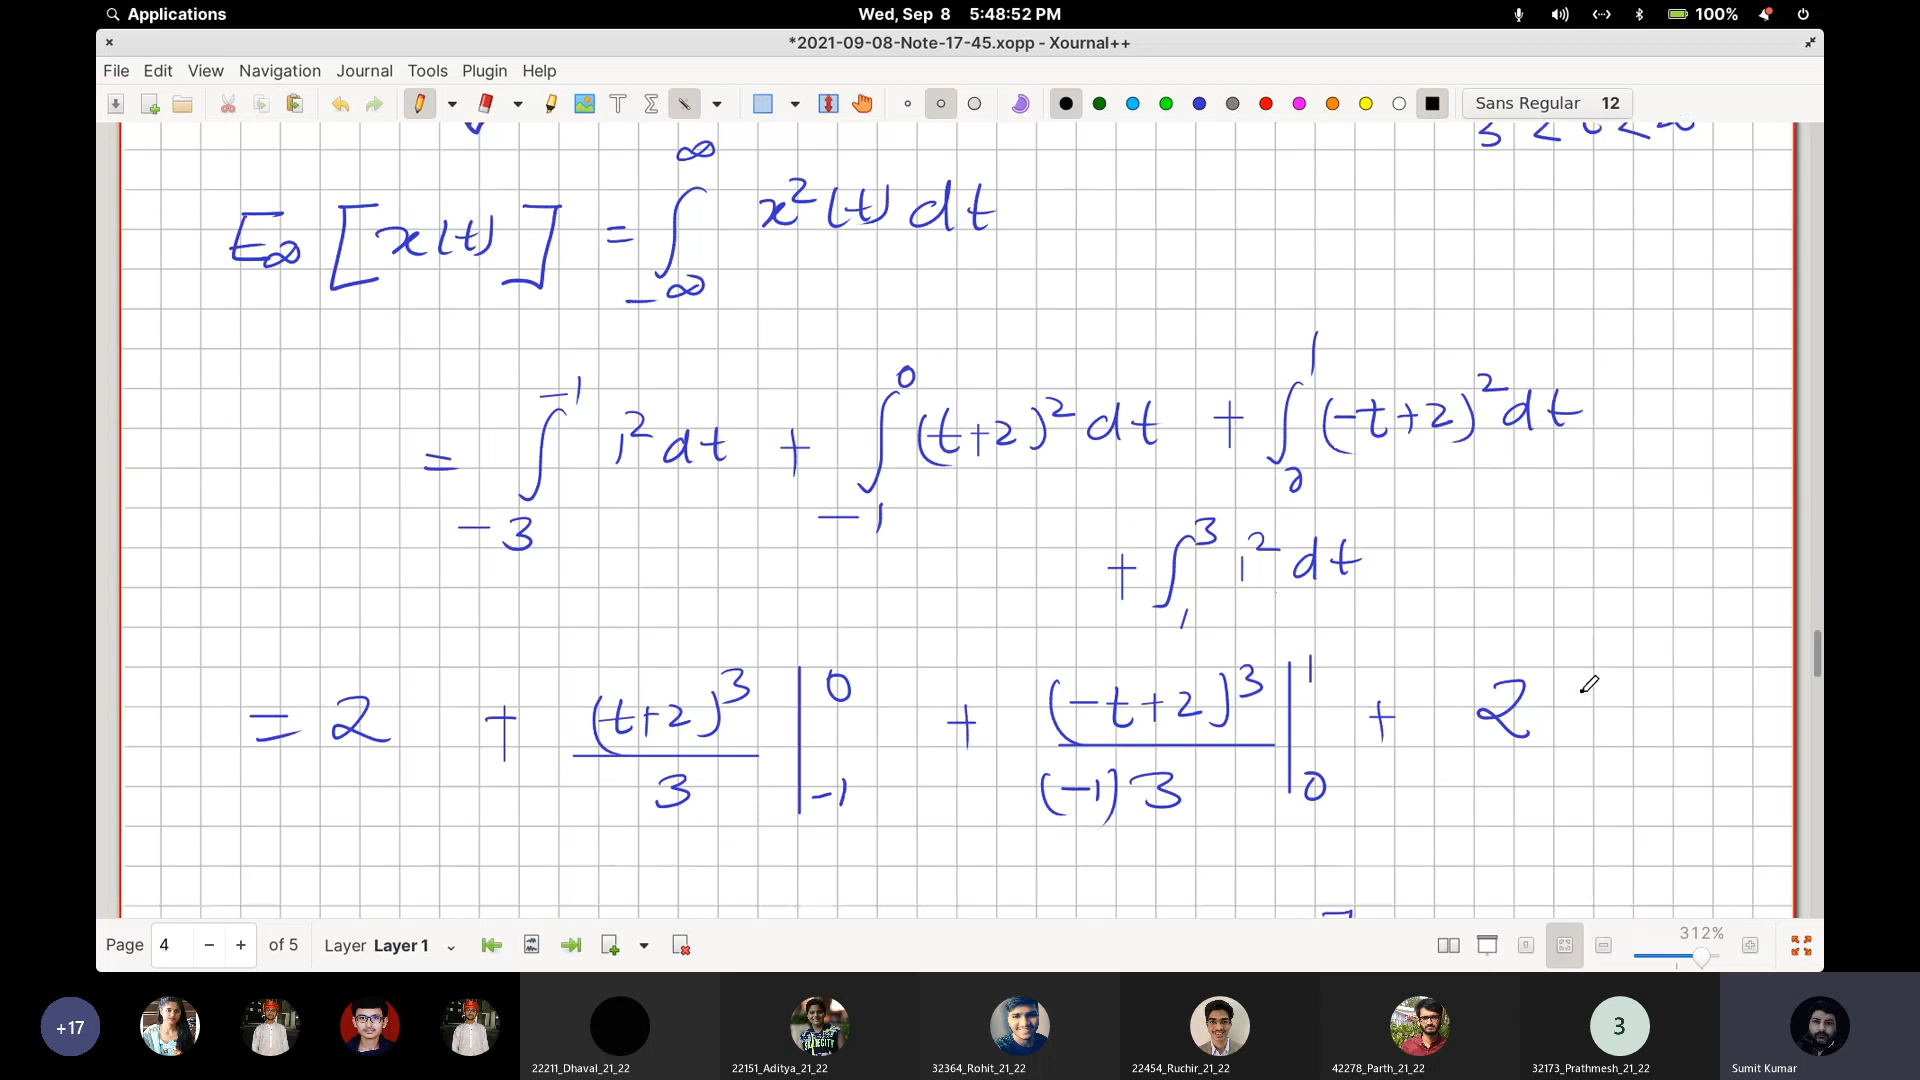 Applications
Wed, Sep 8 5:48:52 PM
100%
*2021-09-08-Note-17-45.xopp - Xournal++
File Edit View Navigation Journal Tools Plugin Help
Sans Regular 12
E∞ [x(t)] = ∫_{-∞}^{∞} x²(t) dt
= ∫_{-3}^{-1} 1² dt + ∫_{-1}^{0} (t+2)² dt + ∫_{0}^{1} (-t+2)² dt
+ ∫_{1}^{3} 1² dt
= 2 + (t+2)³/3 |_{-1}^{0} + (-t+2)³/(-1)3 |_{0}^{1} + 2
Page 4 - + of 5 Layer Layer 1
312%
+17
3
22211_Dhaval_21_22
22151_Aditya_21_22
32364_Rohit_21_22
22454_Ruchir_21_22
42278_Parth_21_22
32173_Prathmesh_21_22
Sumit Kumar